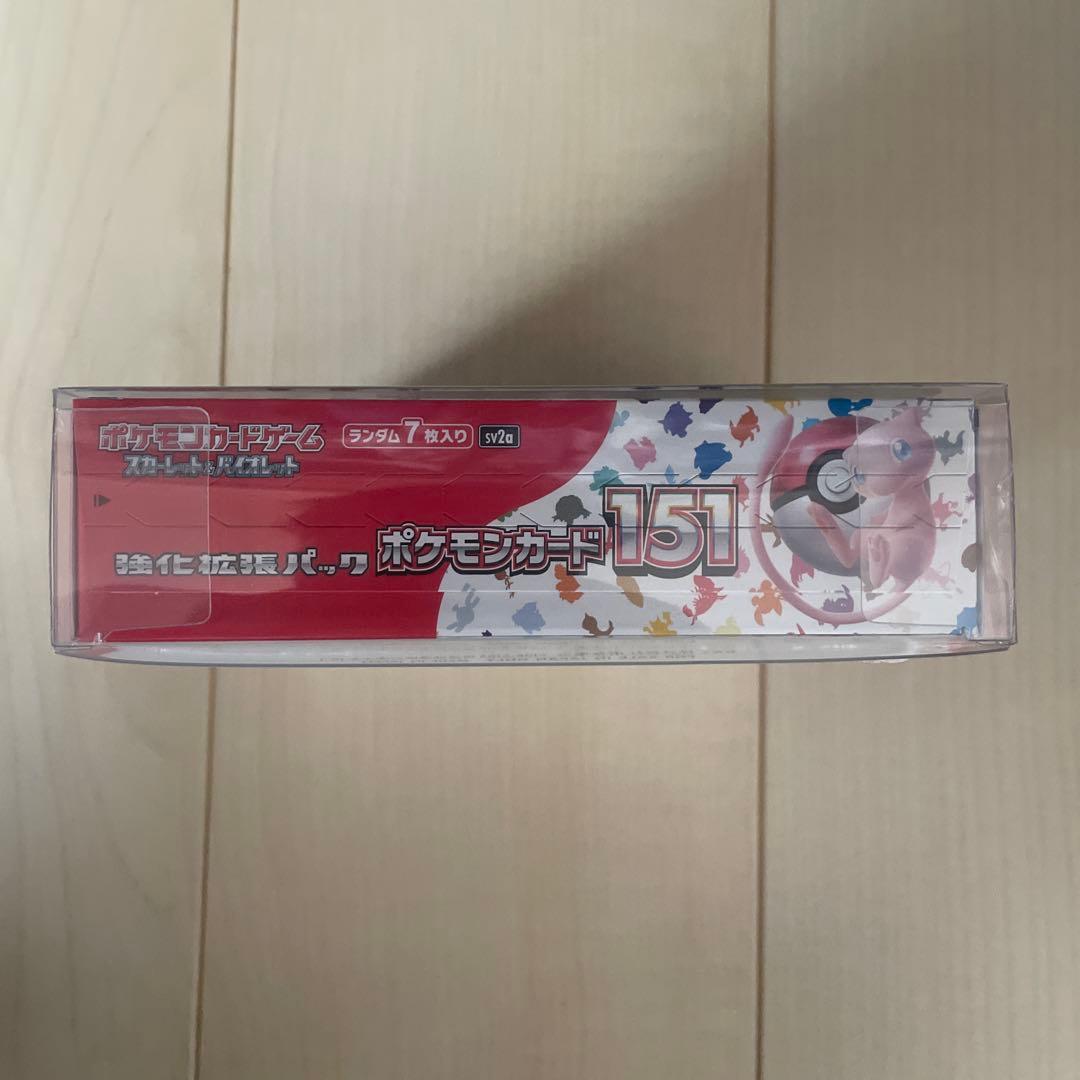 ポケモンカードゲーム
スカーレット&バイオレット
ランダム7枚入り
sv2a
強化拡張パック
ポケモンカード151